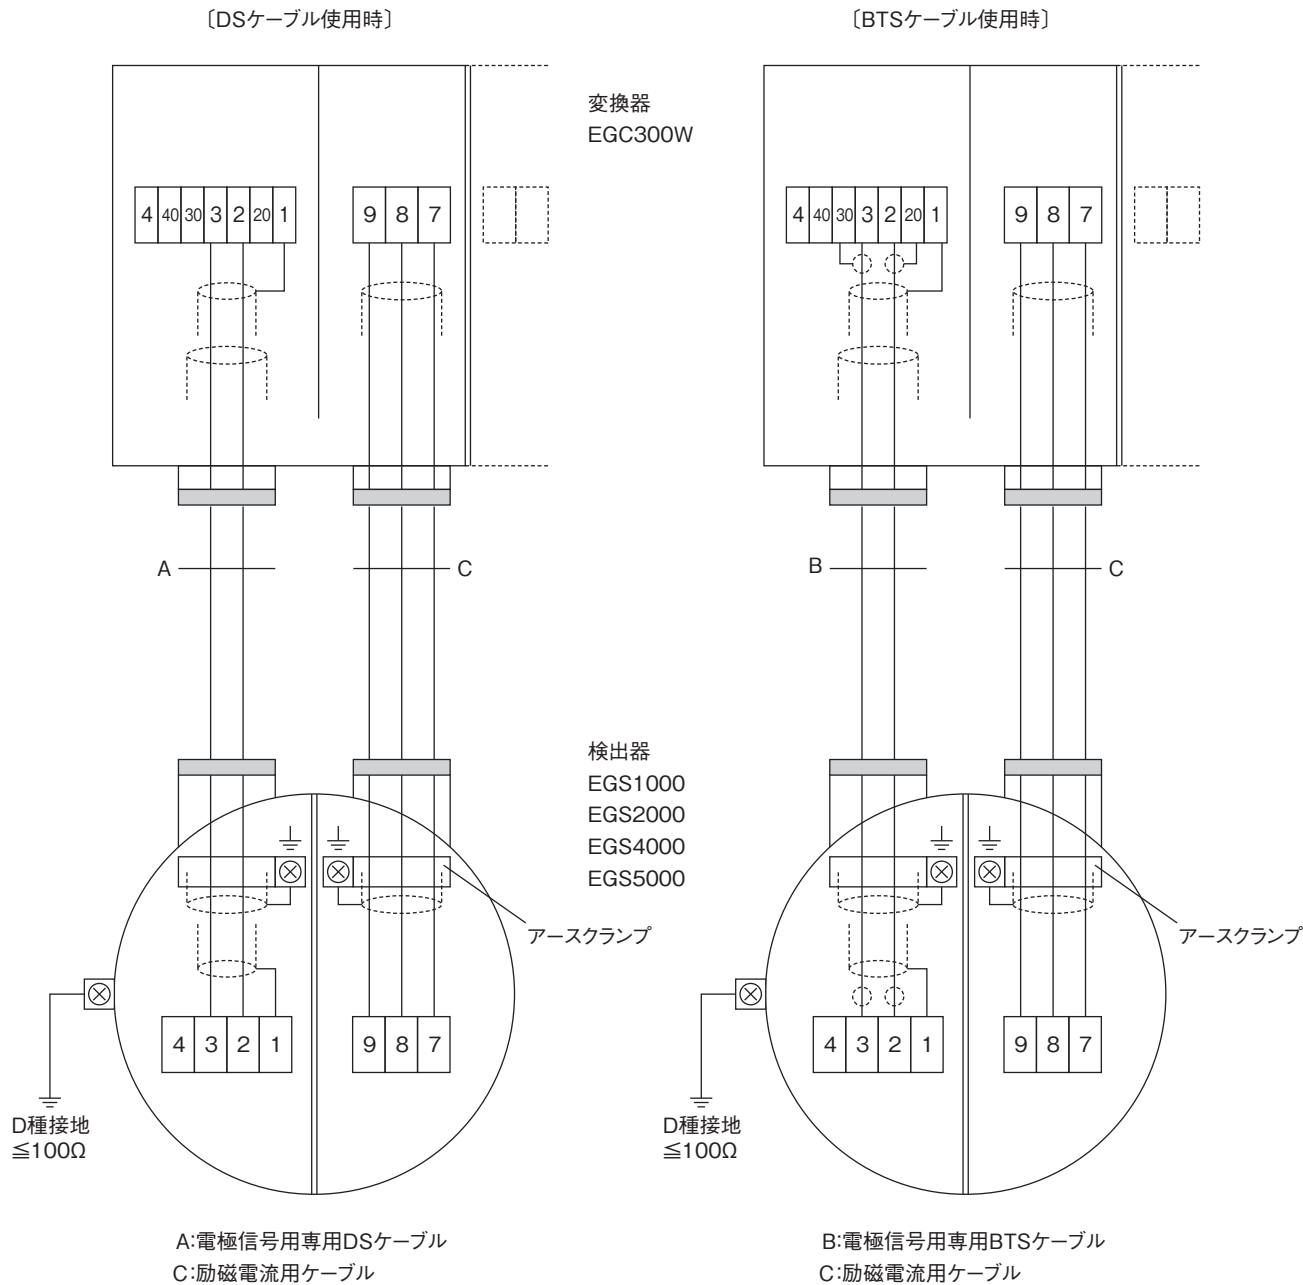 〔DSケーブル使用時〕
〔BTSケーブル使用時〕
変換器
EGC300W
4 40 30 3 2 20 1
9 8 7
4 40 30 3 2 20 1
9 8 7
A
C
B
C
検出器
EGS1000
EGS2000
EGS4000
EGS5000
アースクランプ
アースクランプ
4 3 2 1
9 8 7
4 3 2 1
9 8 7
D種接地
≦100Ω
D種接地
≦100Ω
A:電極信号用専用DSケーブル
C:励磁電流用ケーブル
B:電極信号用専用BTSケーブル
C:励磁電流用ケーブル